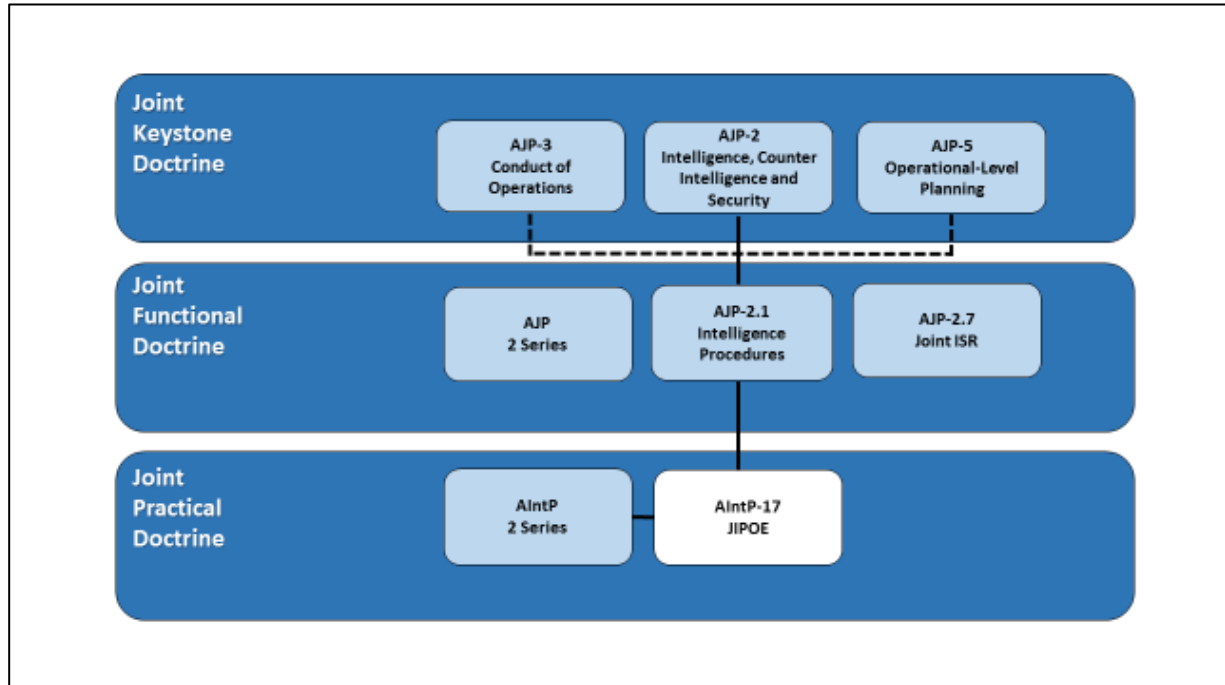 Joint
Keystone
Doctrine
AJP-3
Conduct of
Operations
AJP-2
Intelligence, Counter
Intelligence and
Security
AJP-5
Operational-Level
Planning
Joint
Functional
Doctrine
AJP
2 Series
AJP-2.1
Intelligence
Procedures
AJP-2.7
Joint ISR
Joint
Practical
Doctrine
AIntP
2 Series
AIntP-17
JIPOE